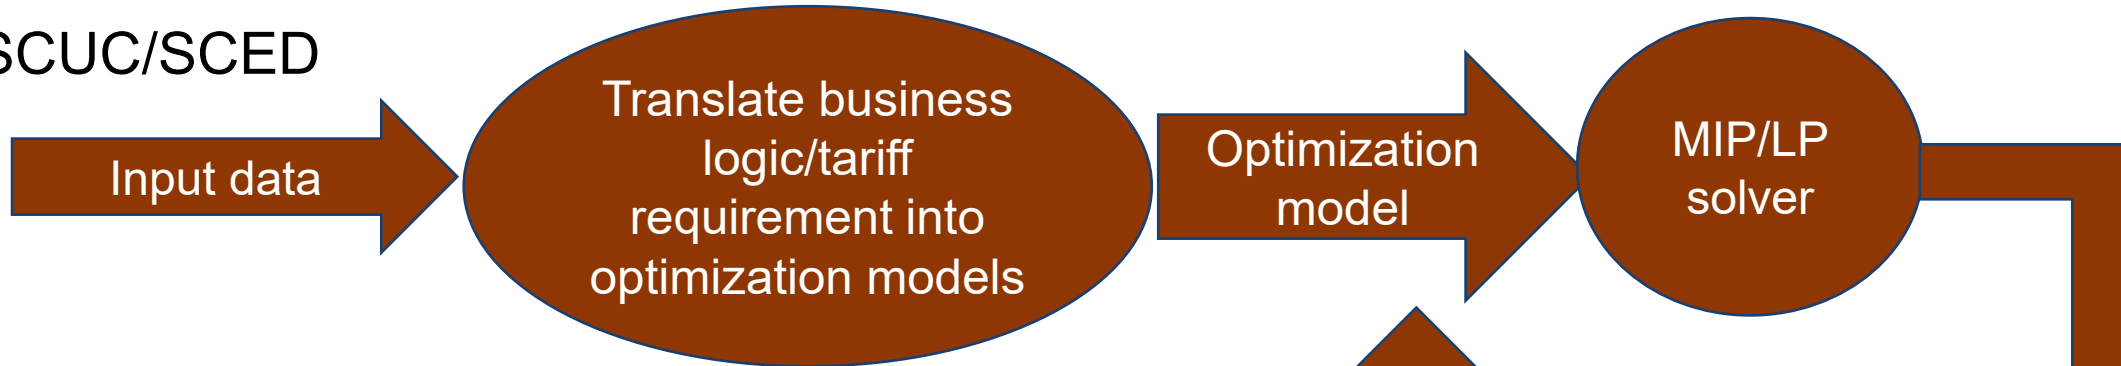 SCUC/SCED
Input data
Translate business
logic/tariff
requirement into
optimization models
Optimization
model
MIP/LP
solver